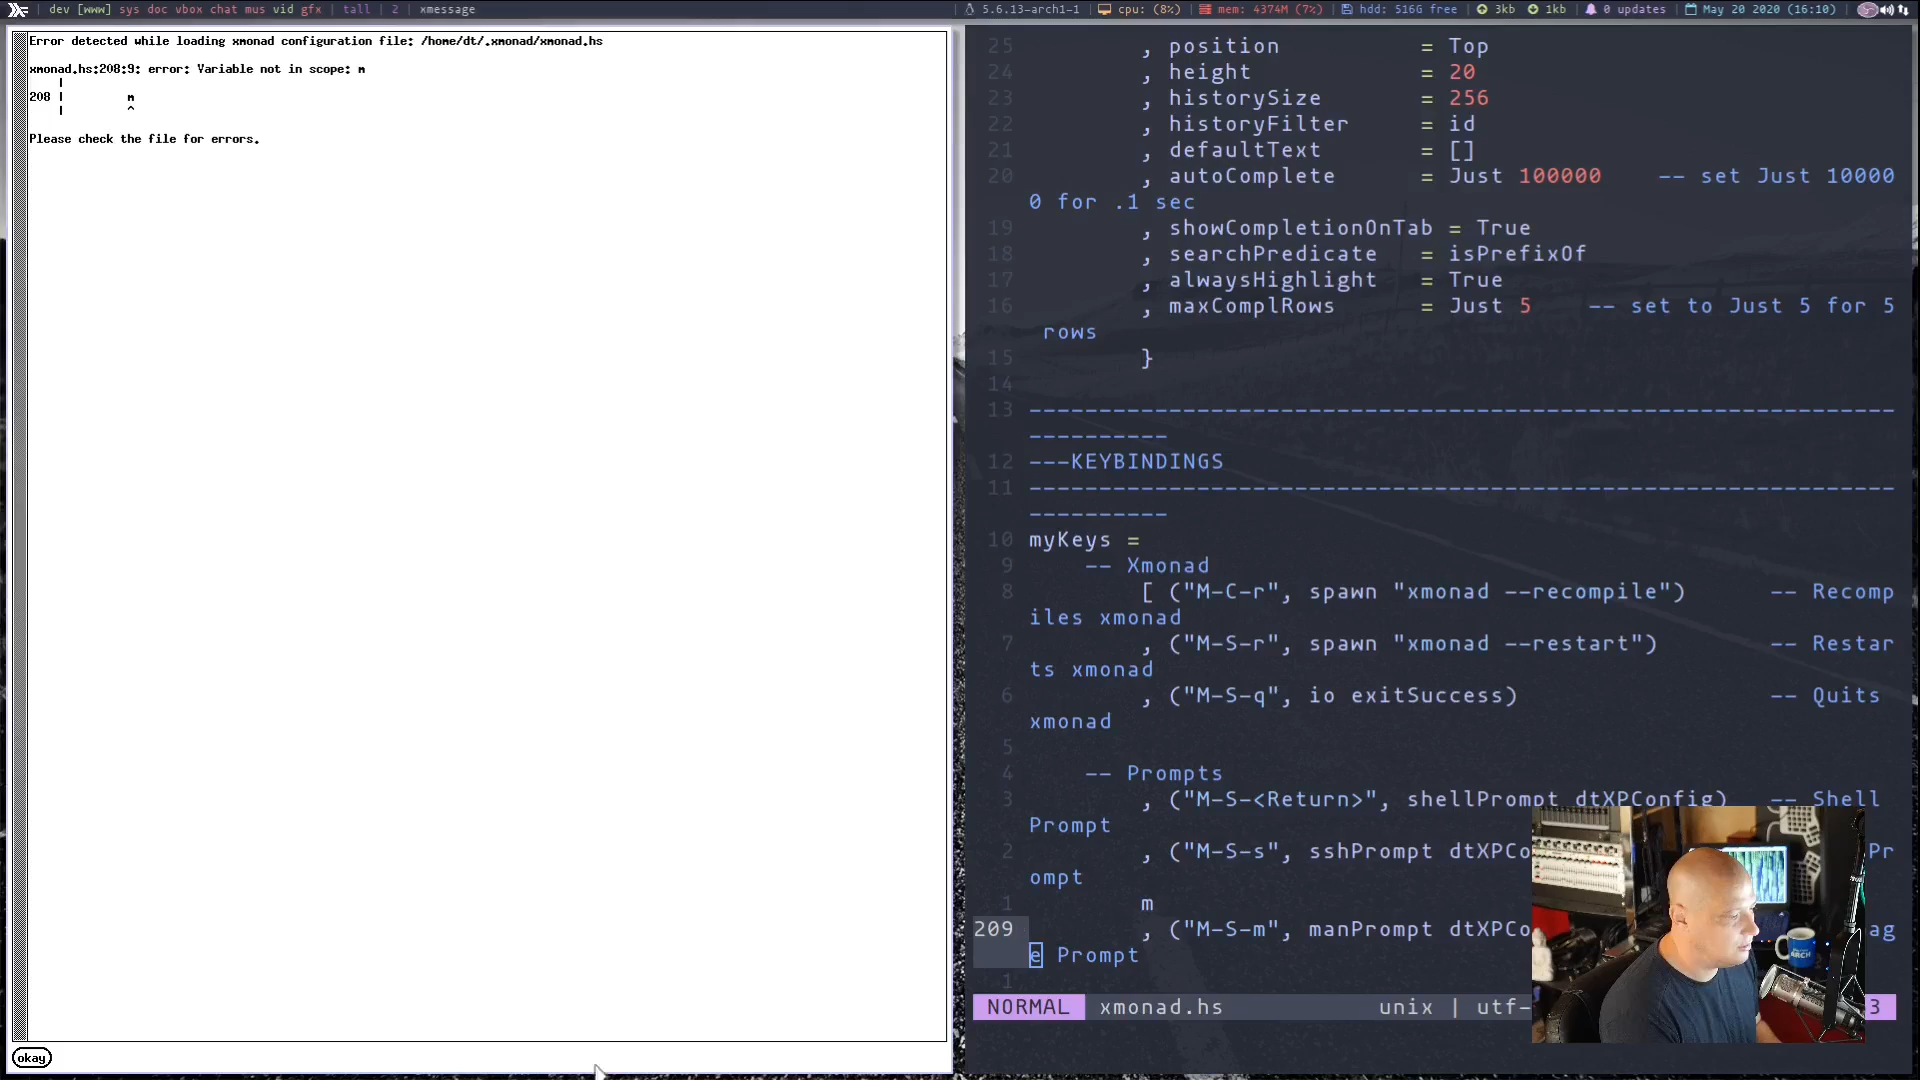 dev [www] sys doc vbox chat mus vid gfx | tall | 2 | xmessage
5.6.13-arch1-1 | cpu: (8%) | mem: 4374M (7%) | hdd: 516G free | 3kb 1kb | 0 updates | May 20 2020 (16:10) |
Error detected while loading xmonad configuration file: /home/dt/.xmonad/xmonad.hs
xmonad.hs:208:9: error: Variable not in scope: m
|
208 | m
| ^
Please check the file for errors.
okay
25 , position = Top
24 , height = 20
23 , historySize = 256
22 , historyFilter = id
21 , defaultText = []
20 , autoComplete = Just 100000 -- set Just 10000
0 for .1 sec
19 , showCompletionOnTab = True
18 , searchPredicate = isPrefixOf
17 , alwaysHighlight = True
16 , maxComplRows = Just 5 -- set to Just 5 for 5
rows
15 }
14
13 ---------------------------------------------------------------
----------
12 ---KEYBINDINGS
11 ---------------------------------------------------------------
----------
10 myKeys =
9 -- Xmonad
8 [ ("M-C-r", spawn "xmonad --recompile") -- Recomp
iles xmonad
7 , ("M-S-r", spawn "xmonad --restart") -- Restar
ts xmonad
6 , ("M-S-q", io exitSuccess) -- Quits
xmonad
5
4 -- Prompts
3 , ("M-S-<Return>", shellPrompt dtXPConfig) -- Shell
Prompt
2 , ("M-S-s", sshPrompt dtXPCo Pr
ompt
1 m
209 , ("M-S-m", manPrompt dtXPCo ag
e Prompt
1
NORMAL xmonad.hs unix | utf- 3
ARCH